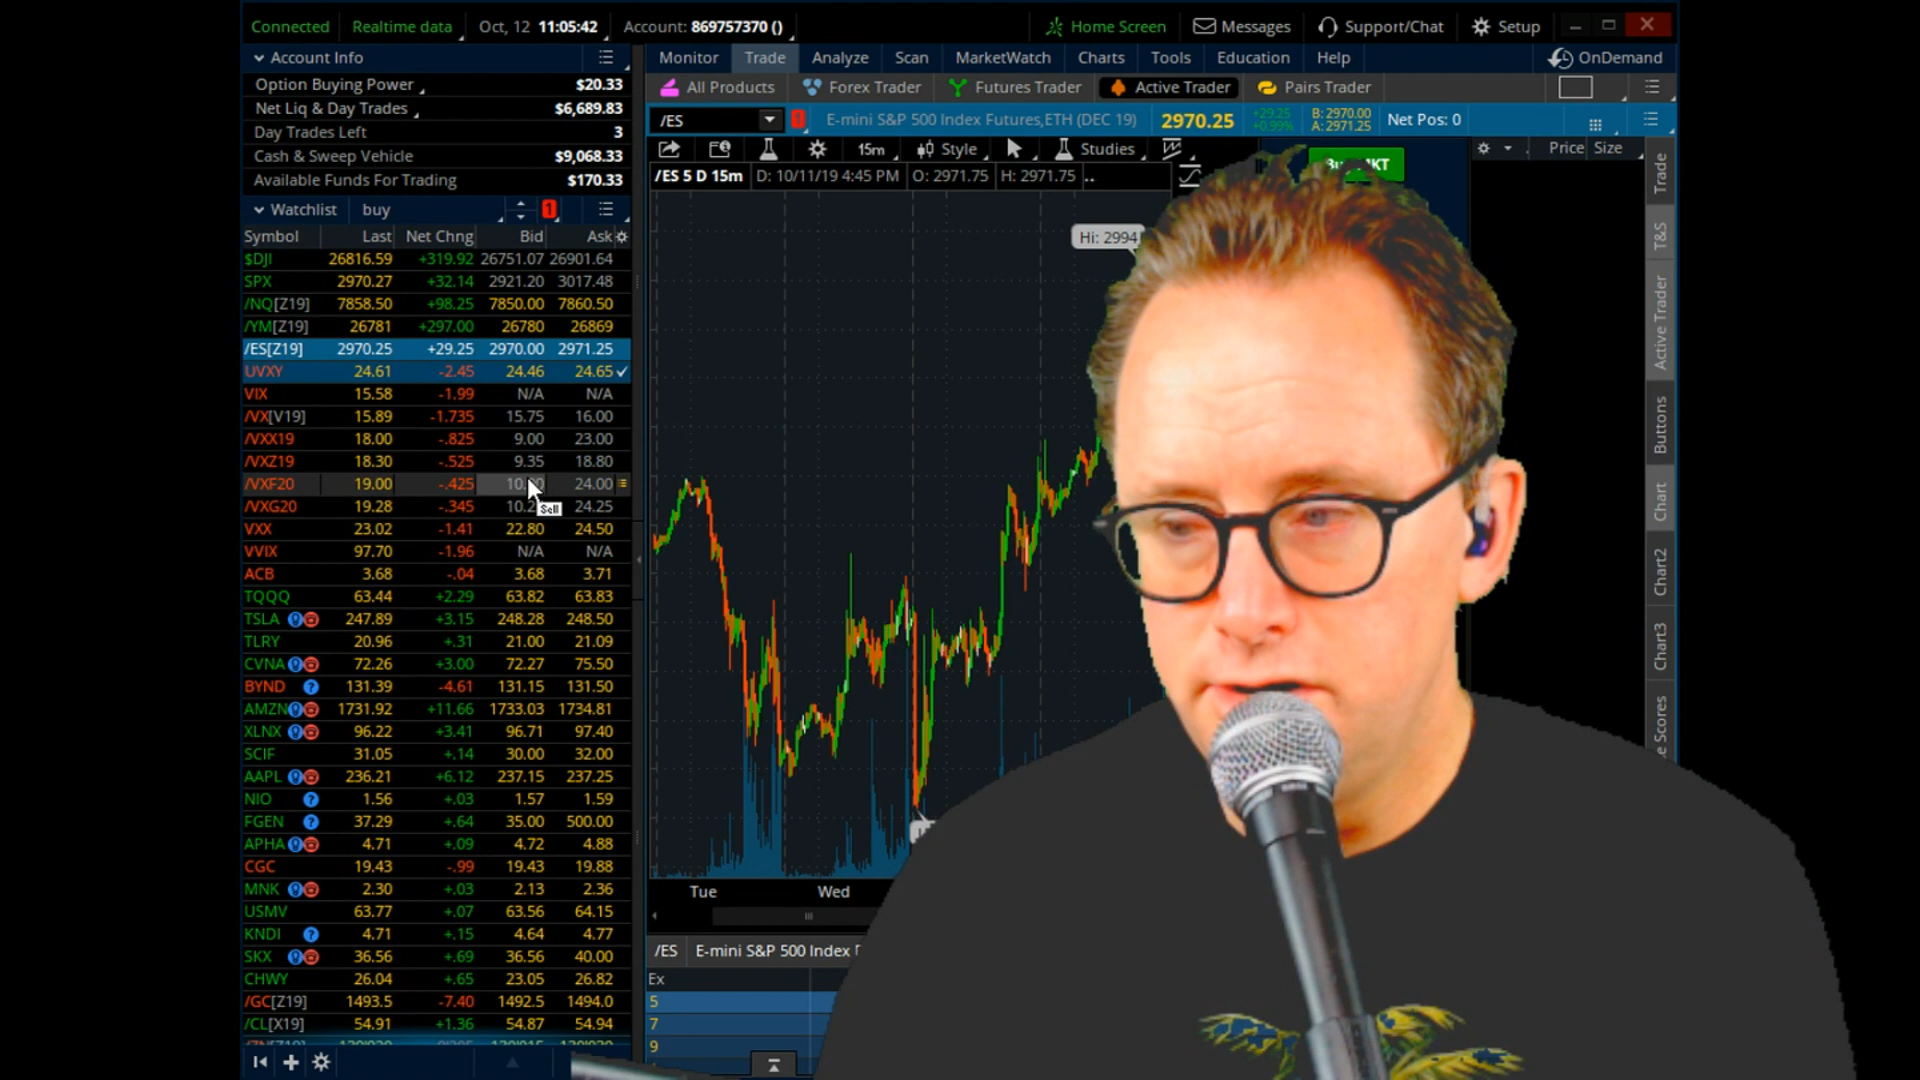 Connected Realtime data Oct, 12 11:05:42 Account: 869757370 () Home Screen Messages Support/Chat Setup
Account Info
Option Buying Power $20.33
Net Liq & Day Trades $6,689.83
Day Trades Left 3
Cash & Sweep Vehicle $9,068.33
Available Funds For Trading $170.33
Watchlist buy 1
Symbol Last Net Chng Bid Ask
$DJI 26816.59 +319.92 26751.07 26901.64
SPX 2970.27 +32.14 2921.20 3017.48
/NQ[Z19] 7858.50 +98.25 7850.00 7860.50
/YM[Z19] 26781 +297.00 26780 26869
/ES[Z19] 2970.25 +29.25 2970.00 2971.25
UVXY 24.61 -2.45 24.46 24.65
VIX 15.58 -1.99 N/A N/A
/VX[V19] 15.89 -1.735 15.75 16.00
/VXX19 18.00 -.825 9.00 23.00
/VXZ19 18.30 -.525 9.35 18.80
/VXF20 19.00 -.425 24.00
/VXG20 19.28 -.345 24.25
Sell
VXX 23.02 -1.41 22.80 24.50
VVIX 97.70 -1.96 N/A N/A
ACB 3.68 -.04 3.68 3.71
TQQQ 63.44 +2.29 63.82 63.83
TSLA 247.89 +3.15 248.28 248.50
TLRY 20.96 +.31 21.00 21.09
CVNA 72.26 +3.00 72.27 75.50
BYND 131.39 -4.61 131.15 131.50
AMZN 1731.92 +11.66 1733.03 1734.81
XLNX 96.22 +3.41 96.71 97.40
SCIF 31.05 +.14 30.00 32.00
AAPL 236.21 +6.12 237.15 237.25
NIO 1.56 +.03 1.57 1.59
FGEN 37.29 +.64 35.00 500.00
APHA 4.71 +.09 4.72 4.88
CGC 19.43 -.99 19.43 19.88
MNK 2.30 +.03 2.13 2.36
USMV 63.77 +.07 63.56 64.15
KNDI 4.71 +.15 4.64 4.77
SKX 36.56 +.69 36.56 40.00
CHWY 26.04 +.65 23.05 26.82
/GC[Z19] 1493.5 -7.40 1492.5 1494.0
/CL[X19] 54.91 +1.36 54.87 54.94
Monitor Trade Analyze Scan MarketWatch Charts Tools Education Help OnDemand
All Products Forex Trader Futures Trader Active Trader Pairs Trader
/ES 1 E-mini S&P 500 Index Futures,ETH (DEC 19) 2970.25 +29.25 +0.99% B: 2970.00 A: 2971.25 Net Pos: 0
15m Style Studies Price Size
/ES 5 D 15m D: 10/11/19 4:45 PM O: 2971.75 H: 2971.75 ..
MKT
Hi: 2994
Tue Wed
/ES E-mini S&P 500 Index
Ex
5
7
9
Trade
T&S
Active Trader
Buttons
Chart
Chart2
Chart3
Scores